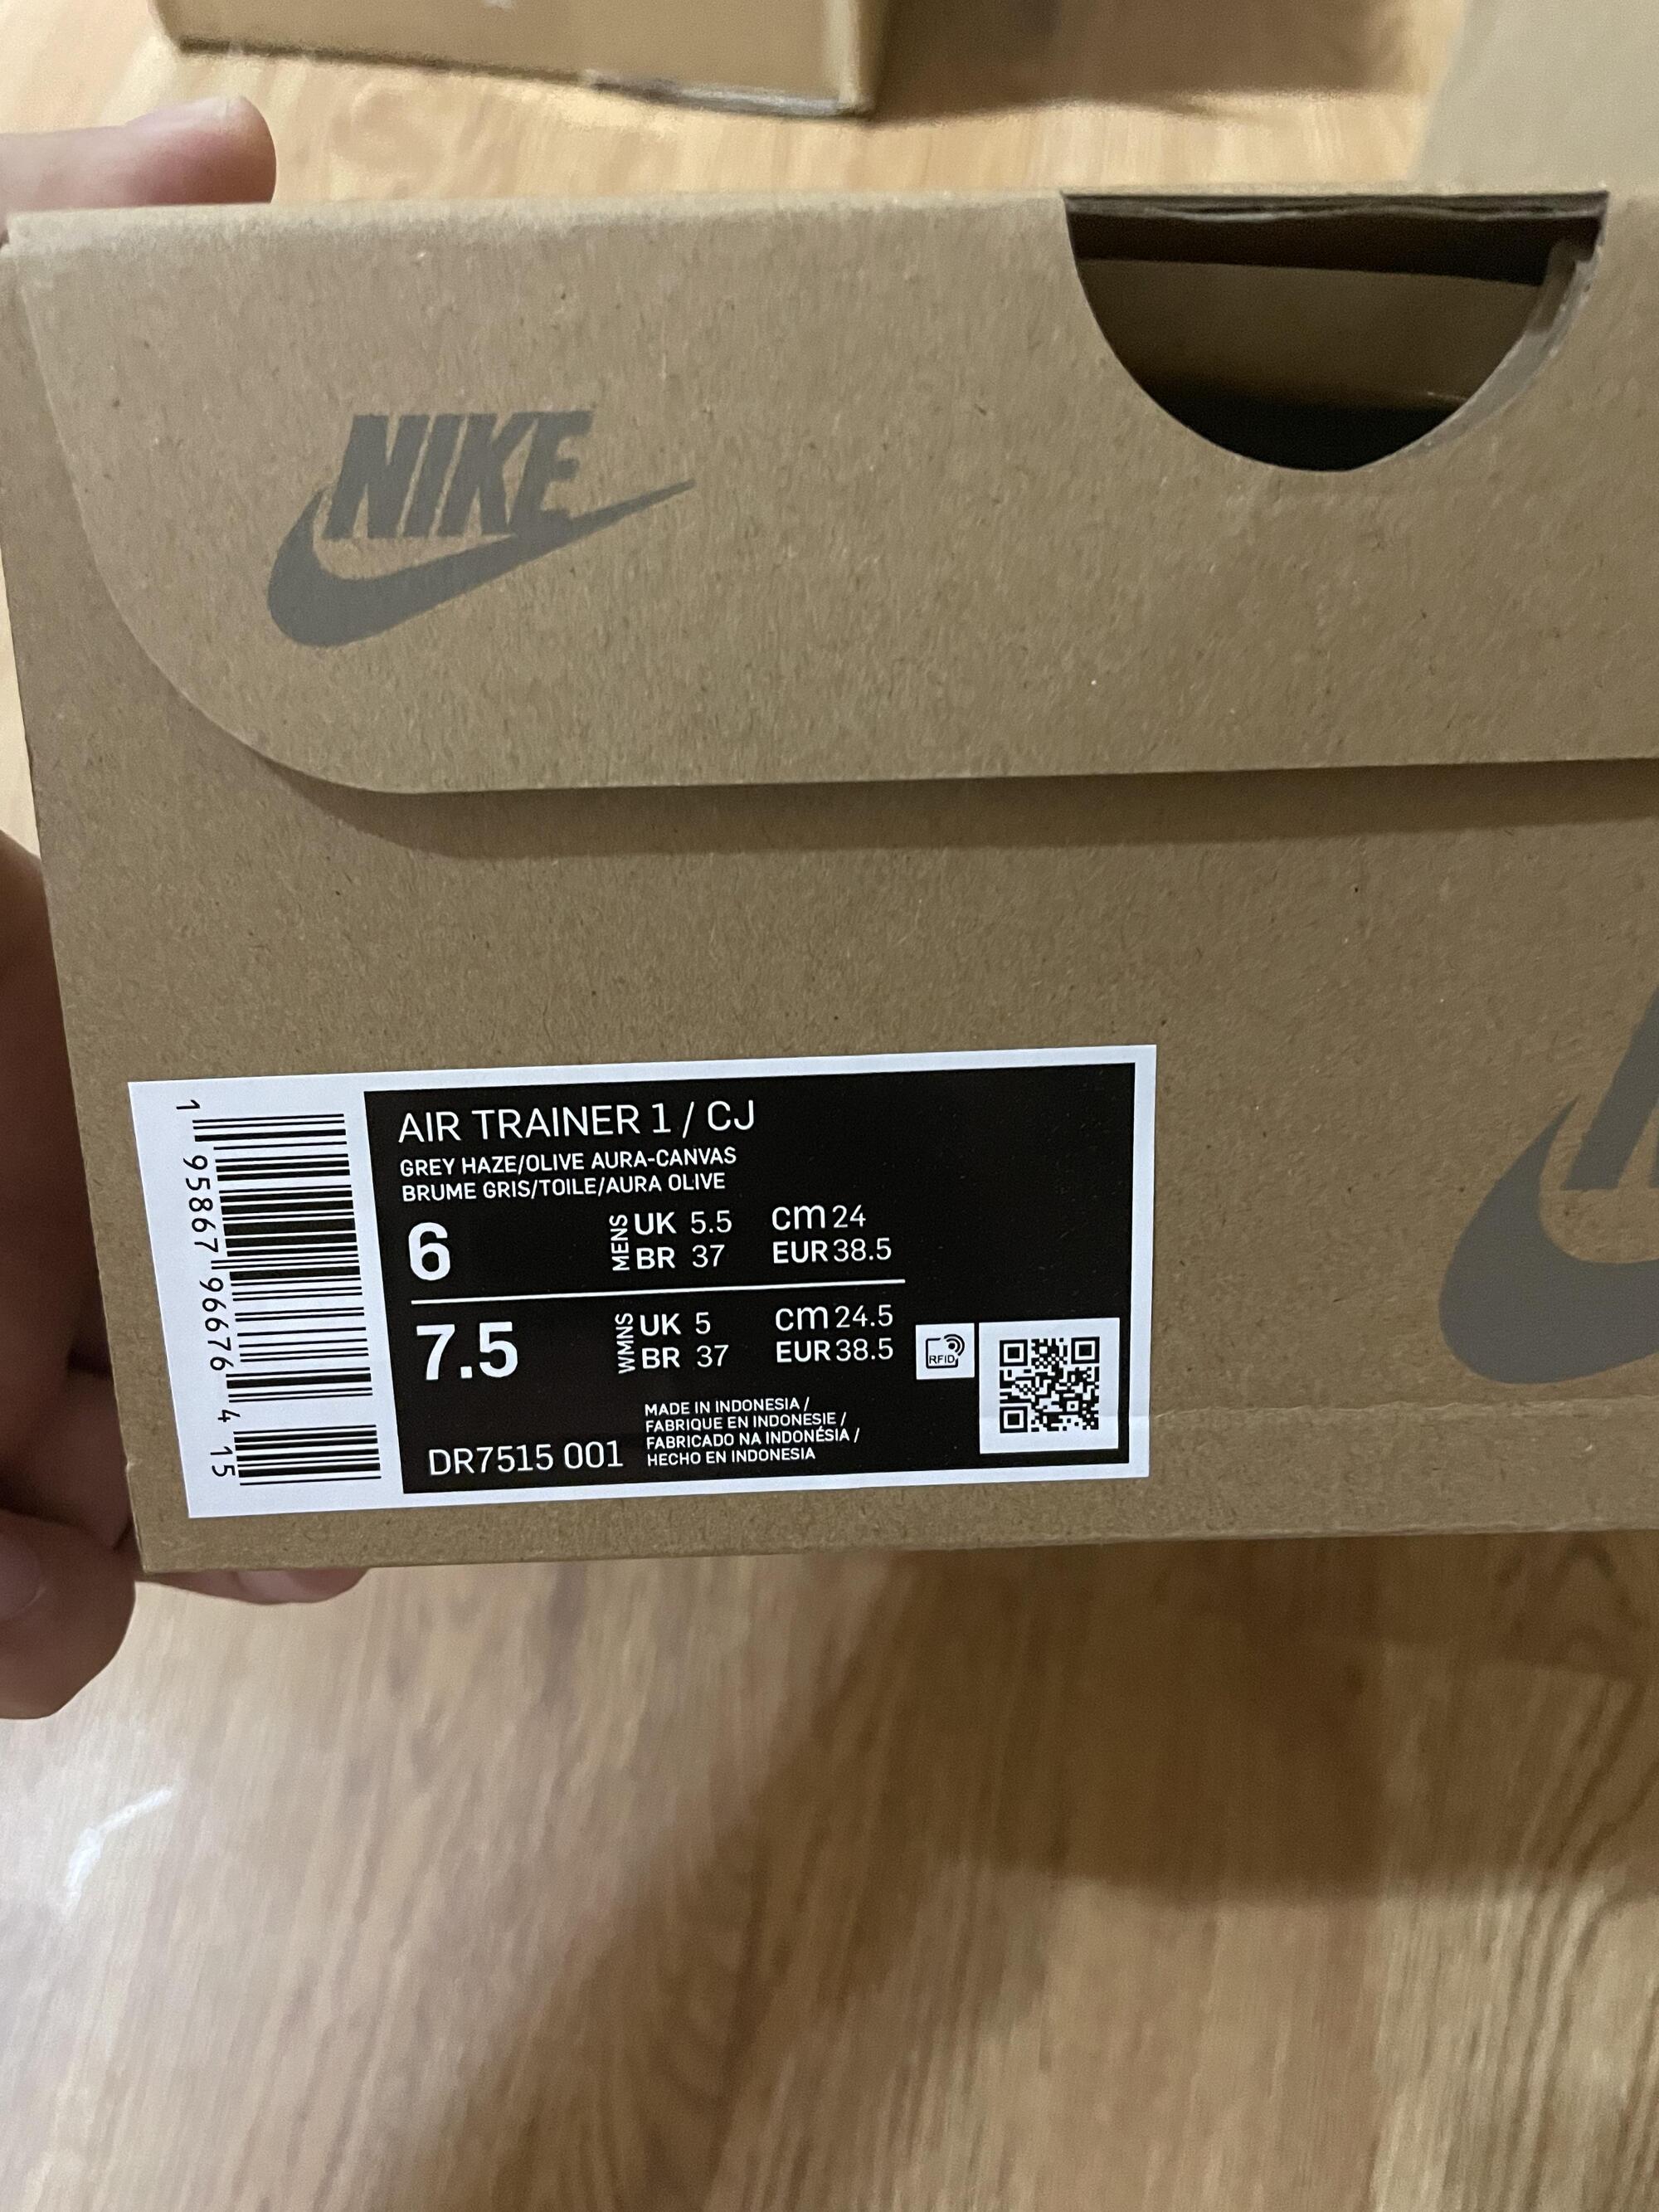 NIKE
AIR TRAINER 1 / CJ
GREY HAZE/OLIVE AURA-CANVAS
BRUME GRIS/TOILE/AURA OLIVE
6 MENS UK 5.5 cm 24
BR 37 EUR 38.5
7.5 WMNS UK 5 cm 24.5
BR 37 EUR 38.5
RFID
MADE IN INDONESIA /
FABRIQUE EN INDONESIE /
FABRICADO NA INDONÉSIA /
HECHO EN INDONESIA
DR7515 001
1 95867 96676 4 15